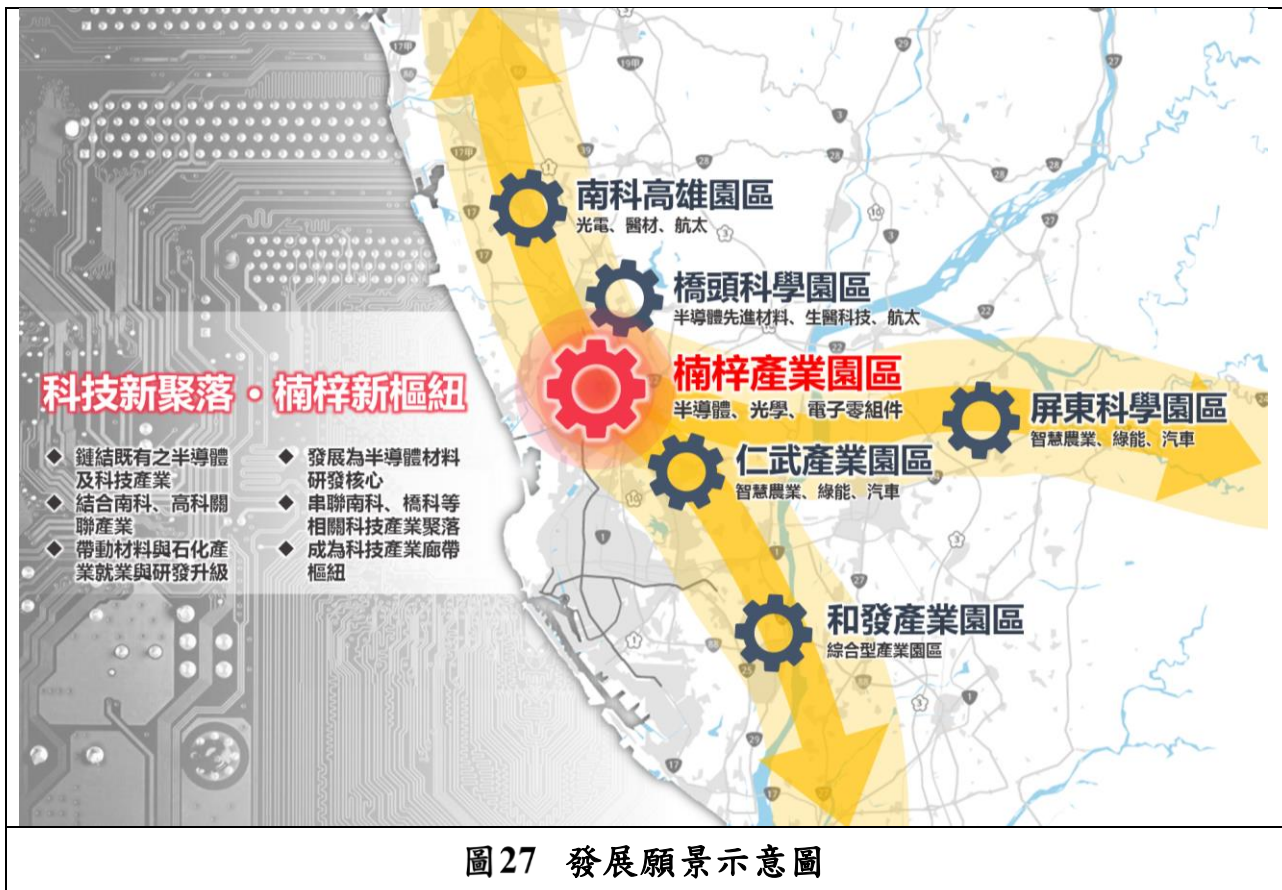 南科高雄園區
光電、醫材、航太
橋頭科學園區
半導體先進材料、生醫科技、航太
楠梓產業園區
半導體、光學、電子零組件
屏東科學園區
智慧農業、綠能、汽車
仁武產業園區
智慧農業、綠能、汽車
和發產業園區
綜合型產業園區
科技新聚落・楠梓新樞紐
◆ 鏈結既有之半導體
及科技產業
◆ 結合南科、高科關
聯產業
◆ 帶動材料與石化產
業就業與研發升級
◆ 發展為半導體材料
研發核心
◆ 串聯南科、橋科等
相關科技產業聚落
◆ 成為科技產業廊帶
樞紐
圖27 發展願景示意圖